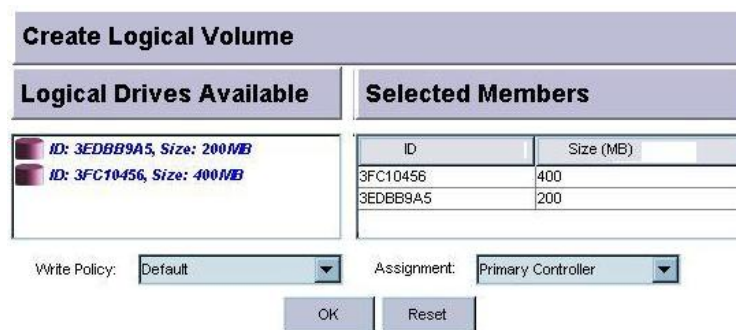 Create Logical Volume
Logical Drives Available
Selected Members
ID: 3EDBB9A5, Size: 200MB
ID: 3FC10456, Size: 400MB
ID Size (MB)
3FC10456 400
3EDBB9A5 200
Write Policy: Default Assignment: Primary Controller
OK Reset